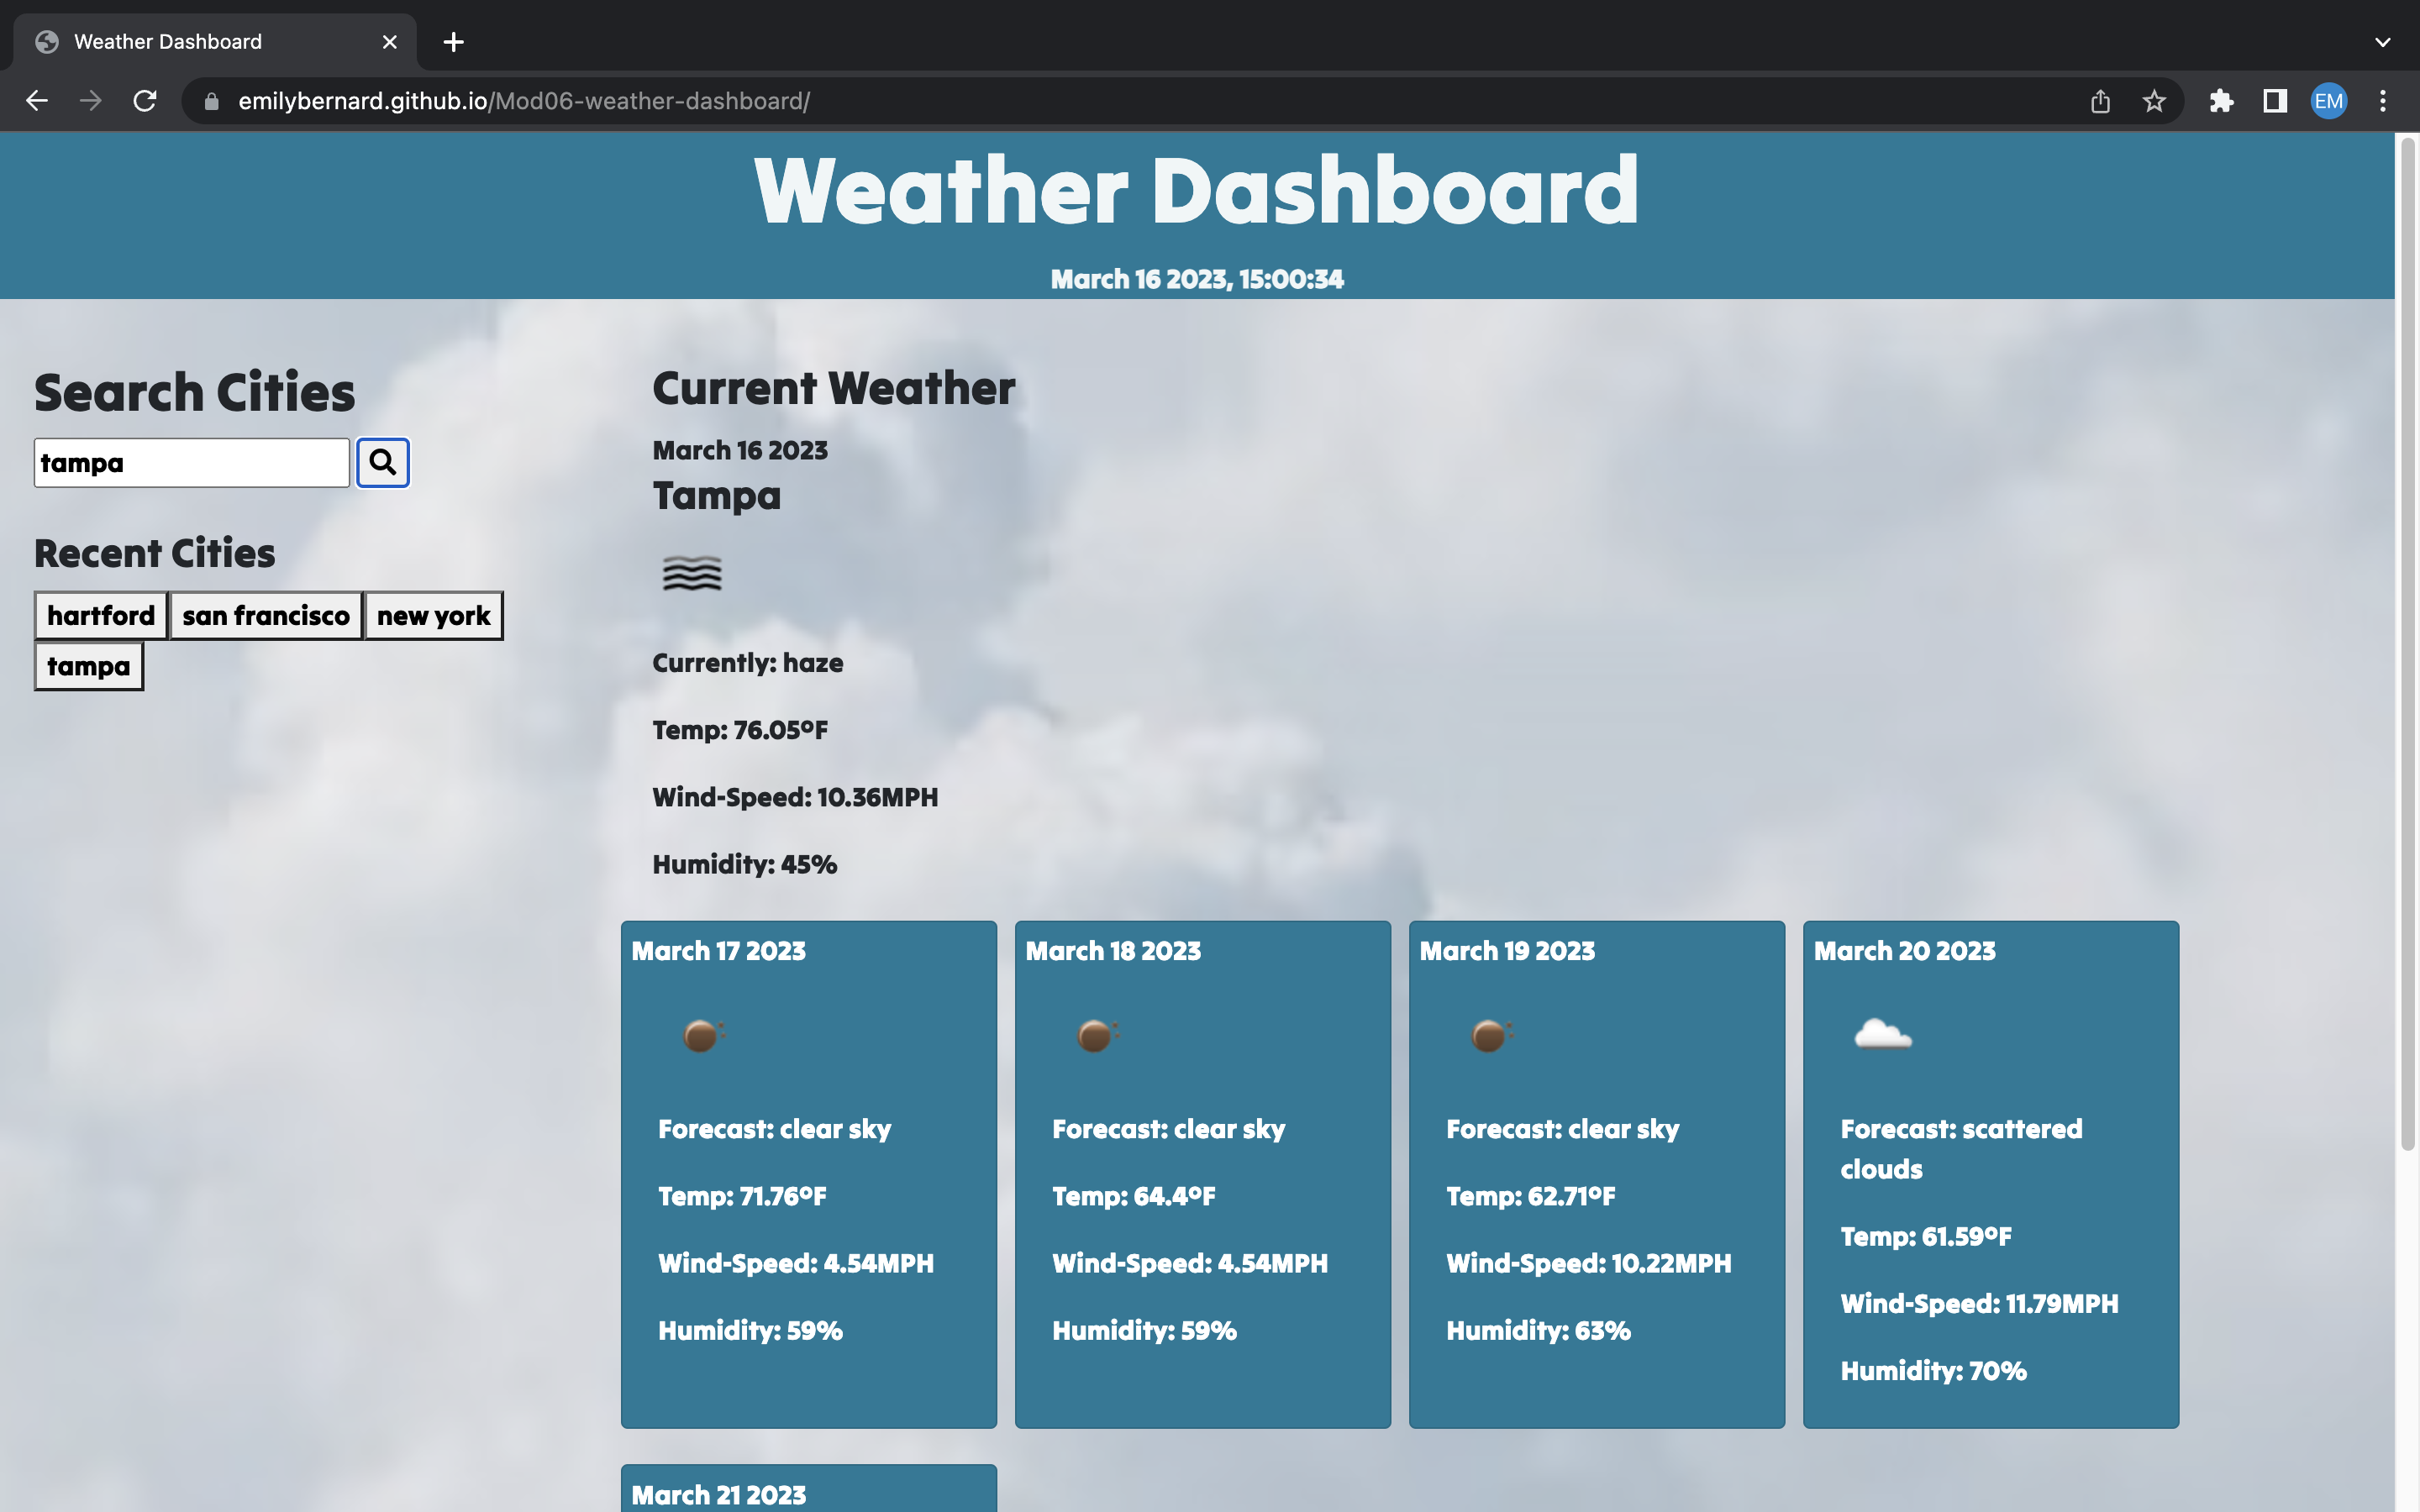 Weather Dashboard
emilybernard.github.io/Mod06-weather-dashboard/
EM
Weather Dashboard
March 16 2023, 15:00:34
Search Cities
tampa
Recent Cities
hartford
san francisco
new york
tampa
Current Weather
March 16 2023
Tampa
Currently: haze
Temp: 76.05ºF
Wind-Speed: 10.36MPH
Humidity: 45%
March 17 2023
Forecast: clear sky
Temp: 71.76ºF
Wind-Speed: 4.54MPH
Humidity: 59%
March 18 2023
Forecast: clear sky
Temp: 64.4ºF
Wind-Speed: 4.54MPH
Humidity: 59%
March 19 2023
Forecast: clear sky
Temp: 62.71ºF
Wind-Speed: 10.22MPH
Humidity: 63%
March 20 2023
Forecast: scattered
clouds
Temp: 61.59ºF
Wind-Speed: 11.79MPH
Humidity: 70%
March 21 2023